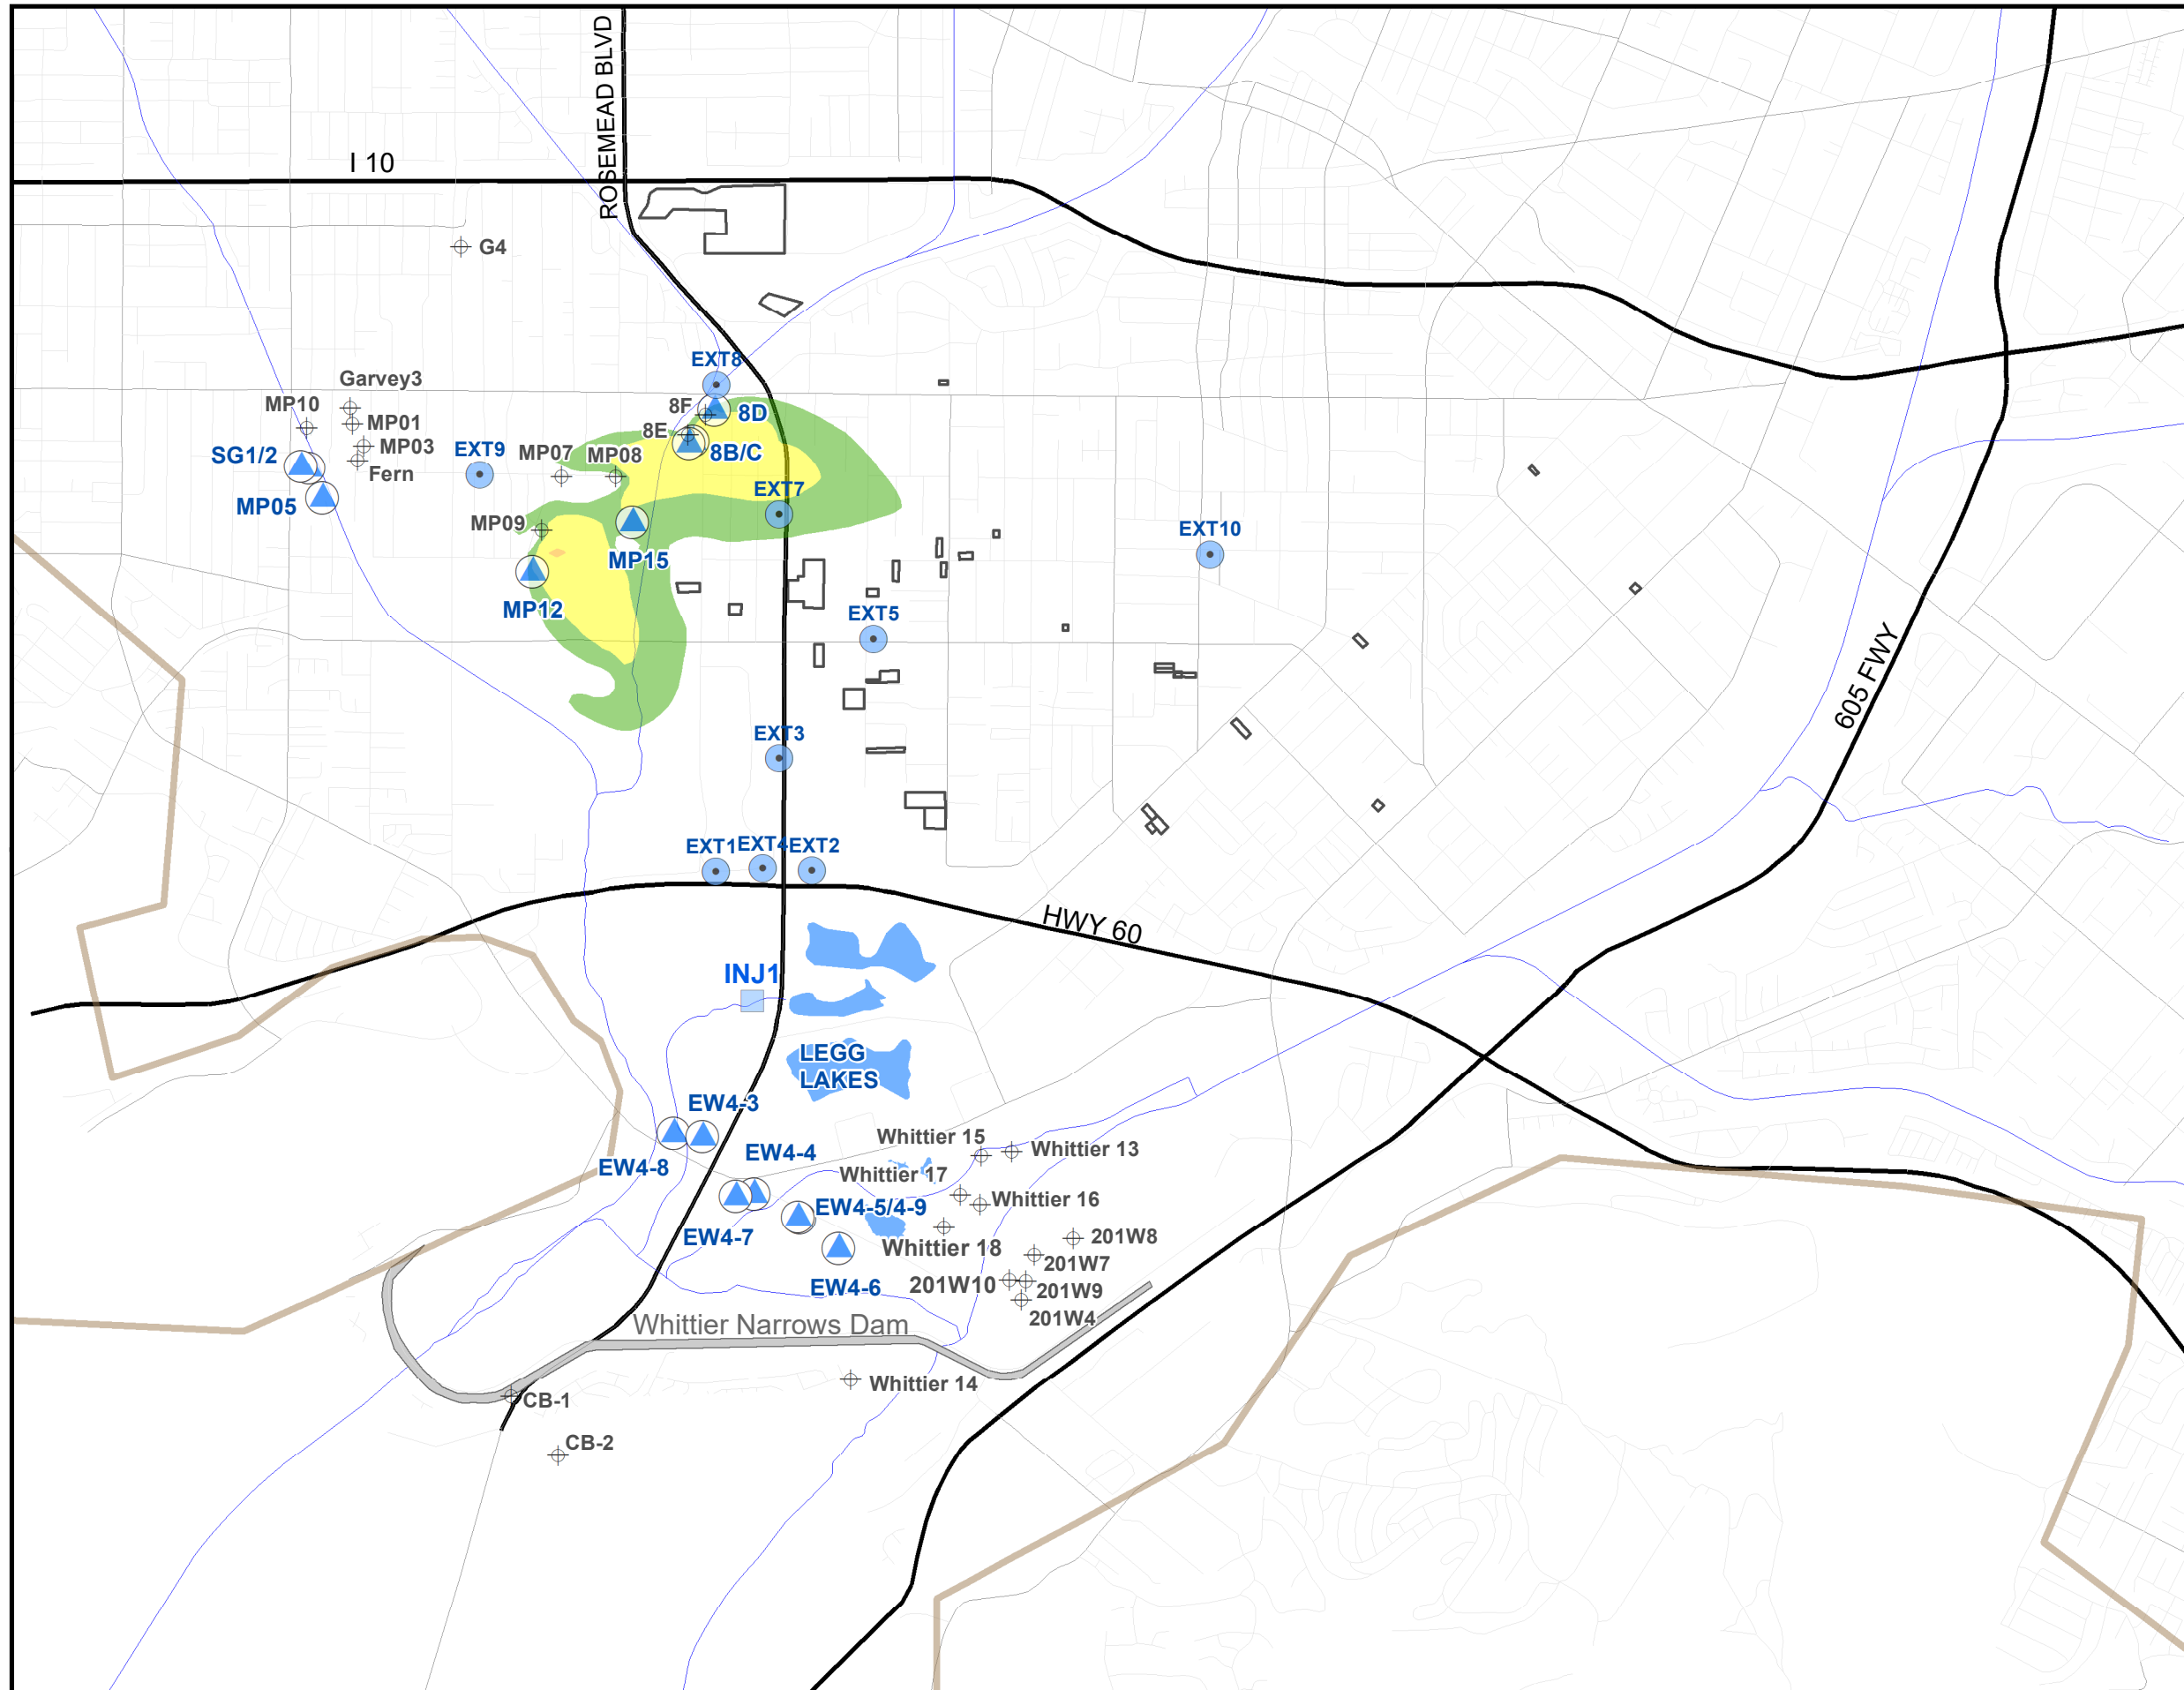 ROSEMEAD BLVD
I 10
G4
EXT8
Garvey3
MP10
8F
8D
MP01
8E
MP03
EXT9
MP07
MP08
8B/C
SG1/2
Fern
EXT7
MP05
MP09
EXT10
MP15
MP12
EXT5
605 FWY
EXT3
EXT1
EXT4
EXT2
HWY 60
INJ1
LEGG
LAKES
EW4-3
Whittier 15
Whittier 13
EW4-4
EW4-8
Whittier 17
Whittier 16
EW4-5/4-9
EW4-7
201W8
Whittier 18
201W7
EW4-6
201W10
201W9
201W4
Whittier Narrows Dam
Whittier 14
CB-1
CB-2